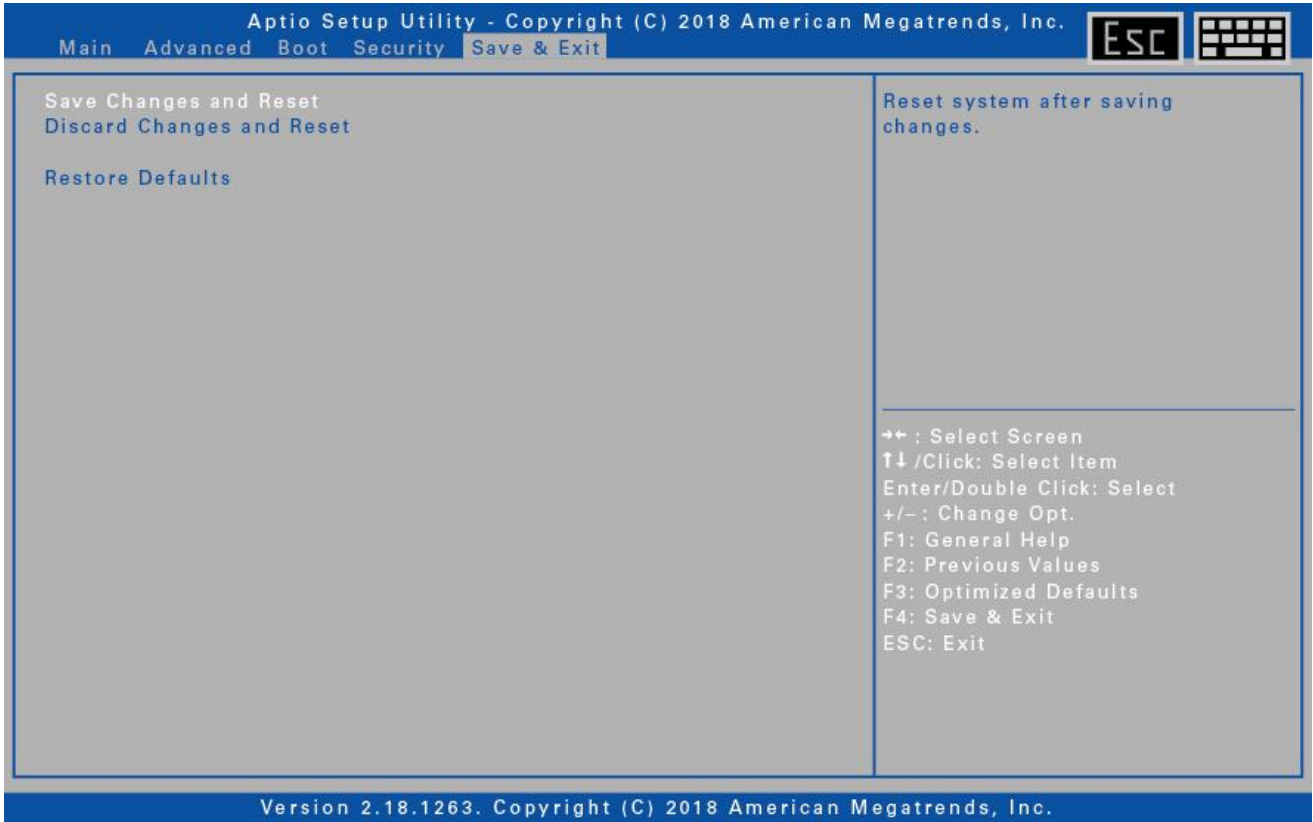 Aptio Setup Utility - Copyright (C) 2018 American Megatrends, Inc.
Main Advanced Boot Security Save & Exit
Esc
Save Changes and Reset
Discard Changes and Reset
Restore Defaults
Reset system after saving
changes.
→←: Select Screen
↑↓/Click: Select Item
Enter/Double Click: Select
+/–: Change Opt.
F1: General Help
F2: Previous Values
F3: Optimized Defaults
F4: Save & Exit
ESC: Exit
Version 2.18.1263. Copyright (C) 2018 American Megatrends, Inc.